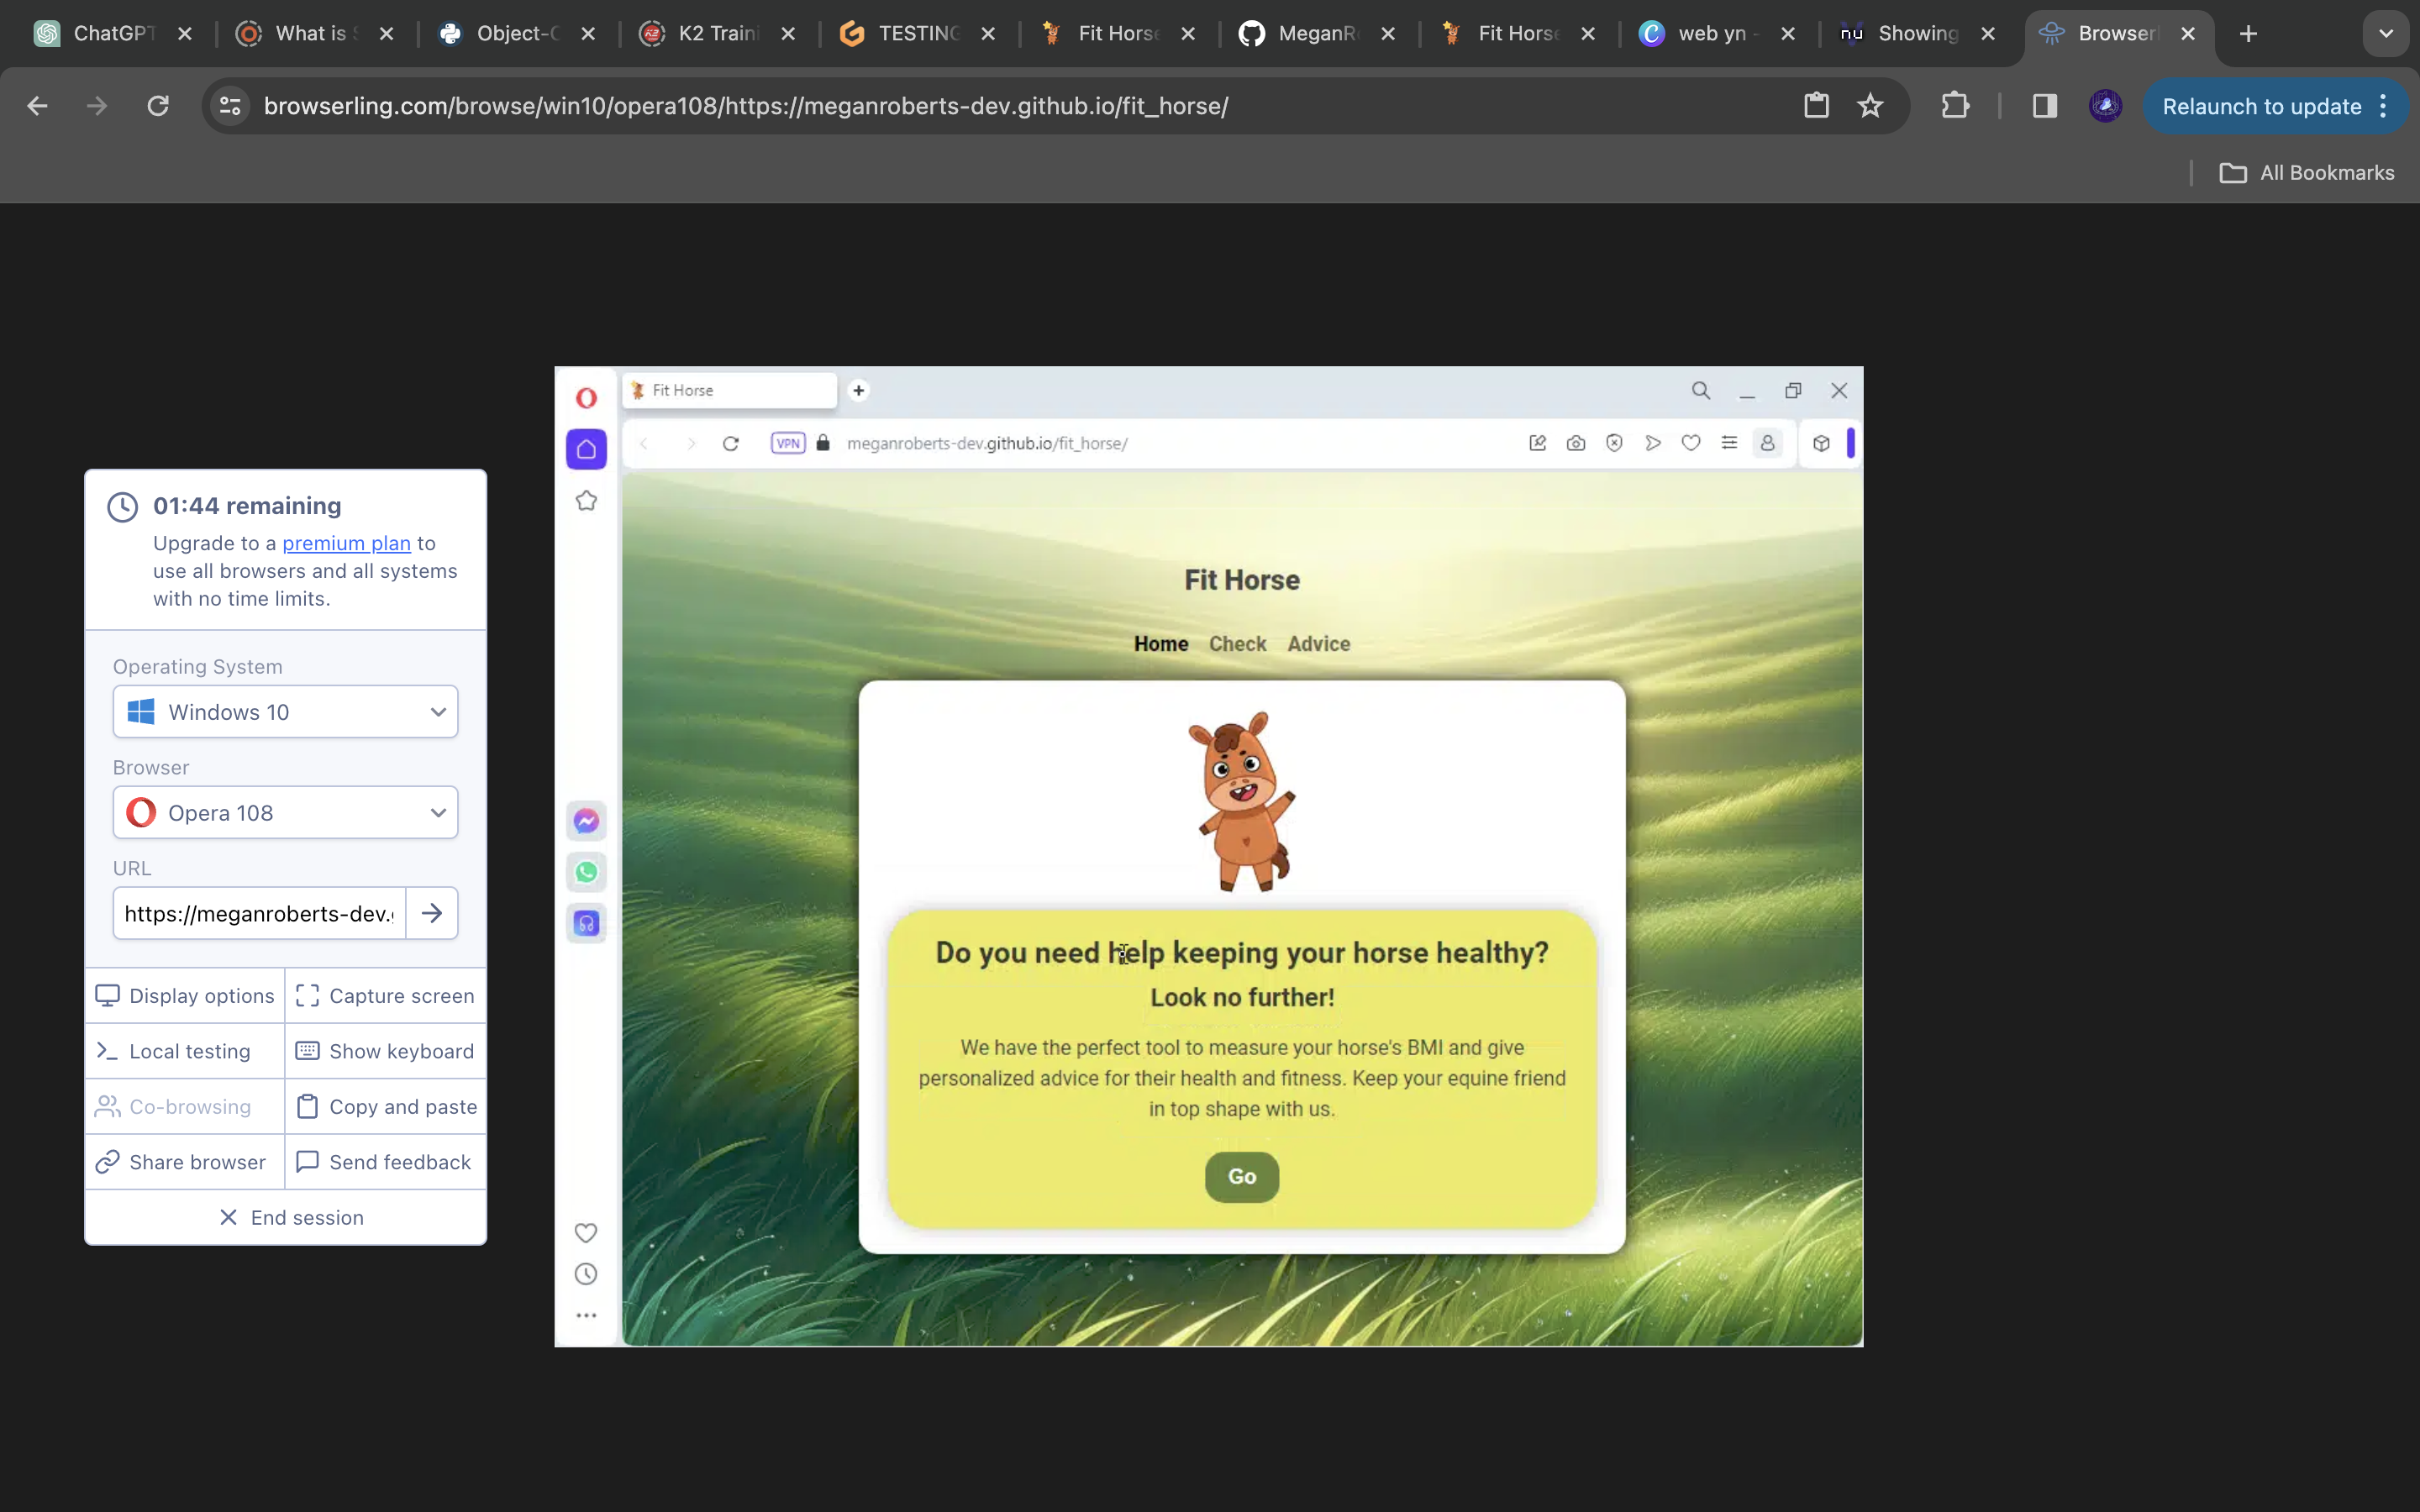 ChatGPT
What is
Object-
K2 Traini
TESTING
Fit Horse
MeganR
Fit Horse
web yn -
Showing
Browserl
browserling.com/browse/win10/opera108/https://meganroberts-dev.github.io/fit_horse/
Relaunch to update
All Bookmarks
Fit Horse
VPN
meganroberts-dev.github.io/fit_horse/
01:44 remaining
Upgrade to a premium plan to
use all browsers and all systems
with no time limits.
Operating System
Windows 10
Browser
Opera 108
URL
https://meganroberts-dev.
Display options
Capture screen
Local testing
Show keyboard
Co-browsing
Copy and paste
Share browser
Send feedback
End session
Fit Horse
Home Check Advice
Do you need help keeping your horse healthy?
Look no further!
We have the perfect tool to measure your horse's BMI and give
personalized advice for their health and fitness. Keep your equine friend
in top shape with us.
Go